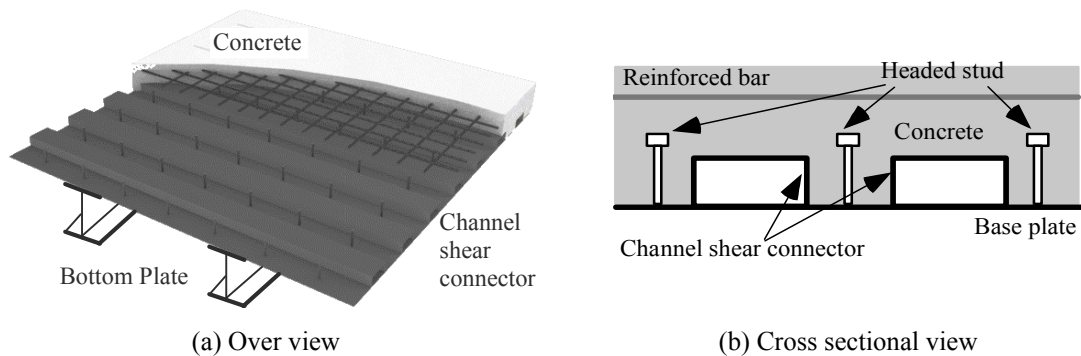 Concrete
Channel
shear
connector
Bottom Plate
(a) Over view
Reinforced bar
Headed stud
Concrete
Base plate
Channel shear connector
(b) Cross sectional view